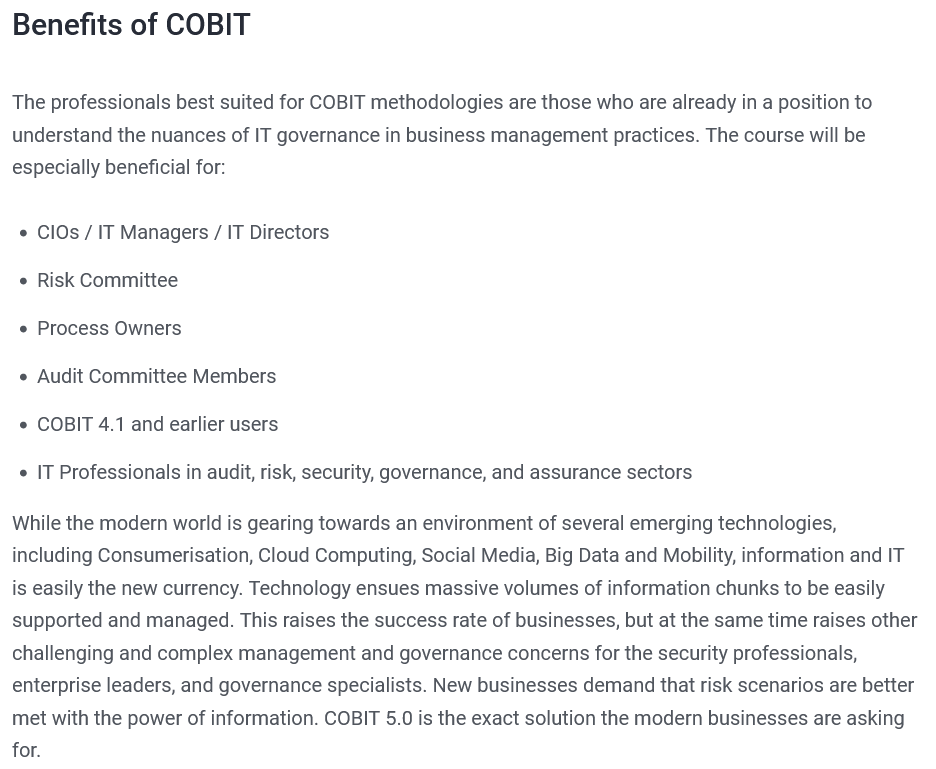 Benefits of COBIT
The professionals best suited for COBIT methodologies are those who are already in a position to
understand the nuances of IT governance in business management practices. The course will be
especially beneficial for:
• CIOs / IT Managers / IT Directors
• Risk Committee
• Process Owners
• Audit Committee Members
• COBIT 4.1 and earlier users
• IT Professionals in audit, risk, security, governance, and assurance sectors
While the modern world is gearing towards an environment of several emerging technologies,
including Consumerisation, Cloud Computing, Social Media, Big Data and Mobility, information and IT
is easily the new currency. Technology ensues massive volumes of information chunks to be easily
supported and managed. This raises the success rate of businesses, but at the same time raises other
challenging and complex management and governance concerns for the security professionals,
enterprise leaders, and governance specialists. New businesses demand that risk scenarios are better
met with the power of information. COBIT 5.0 is the exact solution the modern businesses are asking
for.